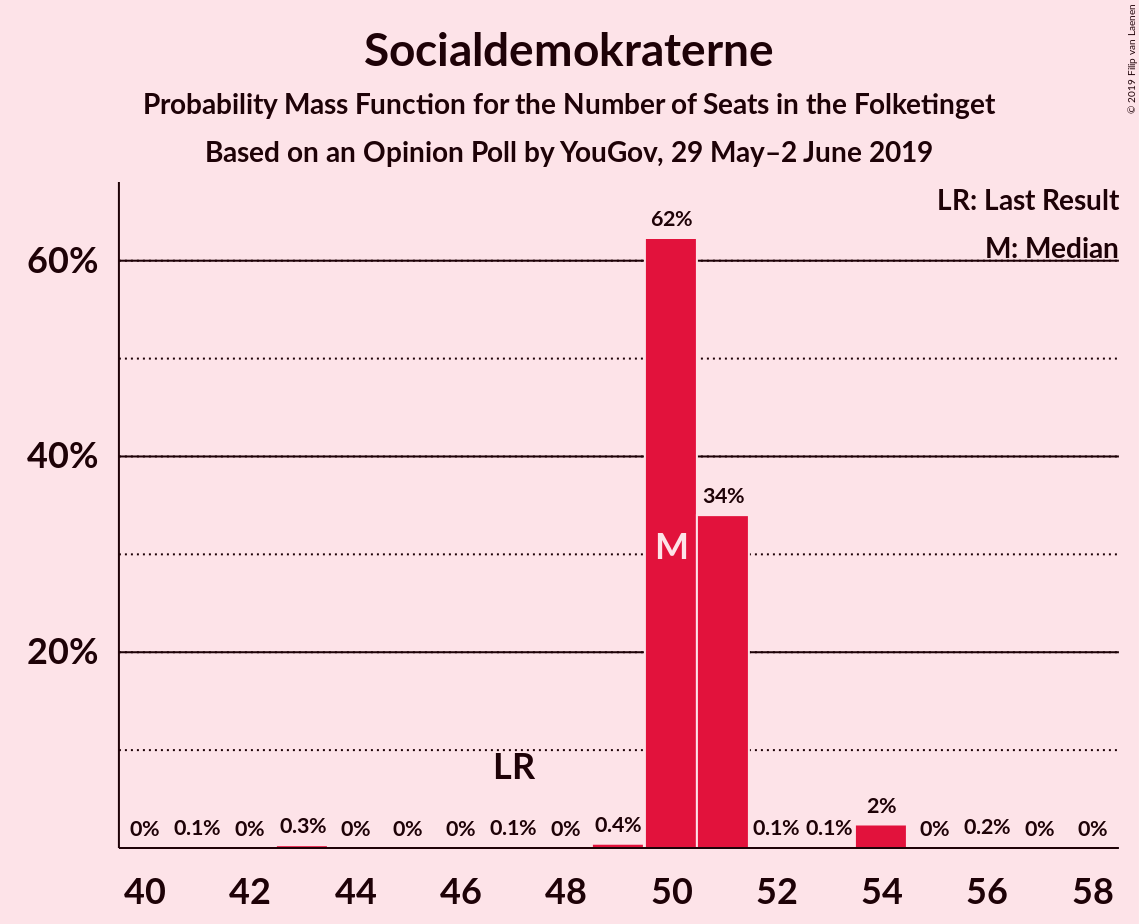 Socialdemokraterne
Probability Mass Function for the Number of Seats in the Folketinget
Based on an Opinion Poll by YouGov, 29 May–2 June 2019
© 2019 Filip van Laenen
LR: Last Result
M: Median
60%
40%
20%
62%
34%
M
LR
0% 0.1% 0% 0.3% 0% 0% 0% 0.1% 0% 0.4% 0.1% 0.1% 2% 0% 0.2% 0% 0%
40 42 44 46 48 50 52 54 56 58